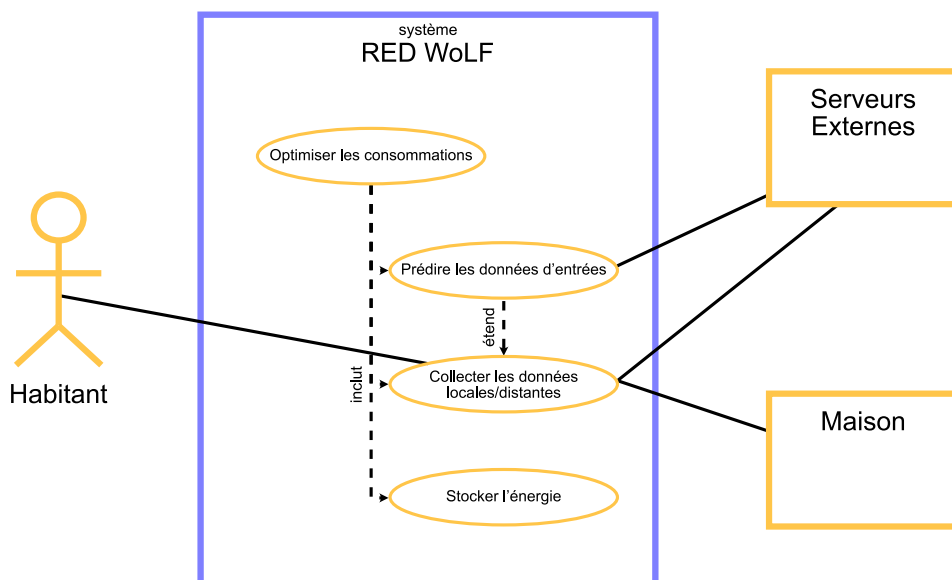 système
RED WoLF
Serveurs
Externes
Optimiser les consommations
Prédire les données d'entrées
étend
Habitant
inclut
Collecter les données
locales/distantes
Maison
Stocker l'énergie